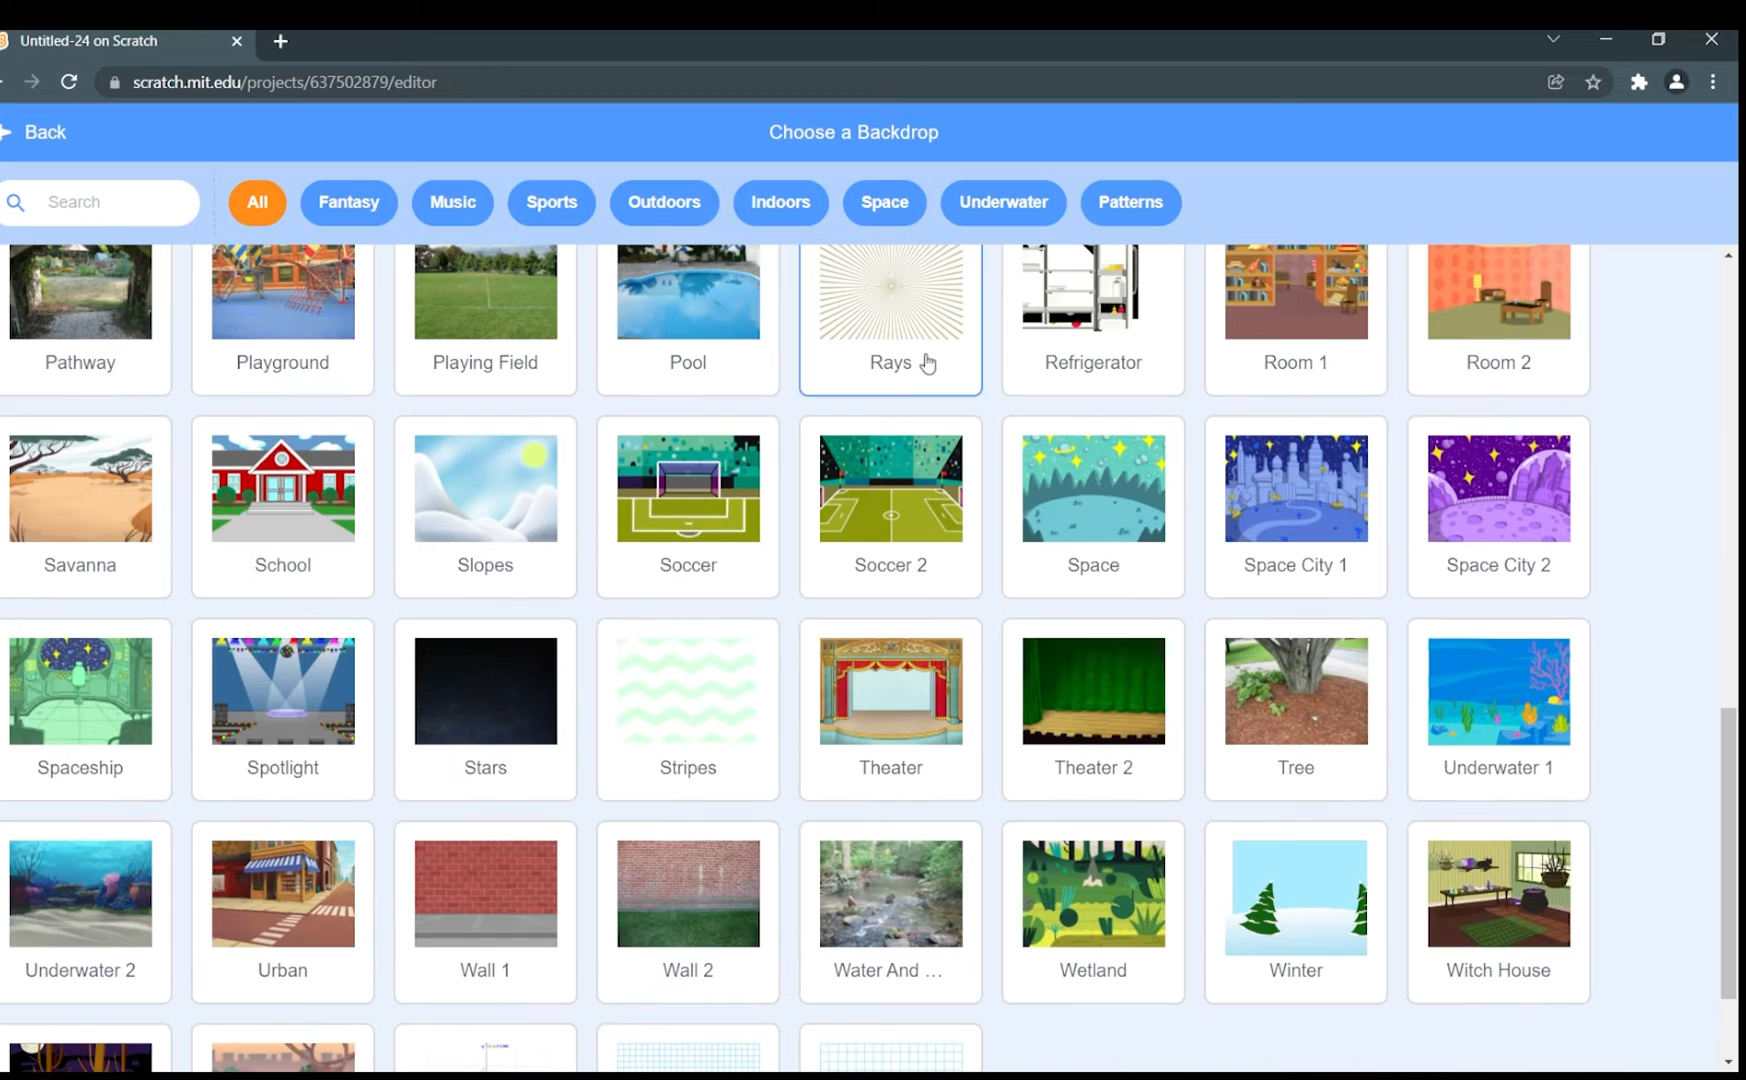 Untitled-24 on Scratch
scratch.mit.edu/projects/637502879/editor
Back
Choose a Backdrop
Search
All
Fantasy
Music
Sports
Outdoors
Indoors
Space
Underwater
Patterns
Pathway
Playground
Playing Field
Pool
Rays
Refrigerator
Room 1
Room 2
Savanna
School
Slopes
Soccer
Soccer 2
Space
Space City 1
Space City 2
Spaceship
Spotlight
Stars
Stripes
Theater
Theater 2
Tree
Underwater 1
Underwater 2
Urban
Wall 1
Wall 2
Water And ...
Wetland
Winter
Witch House